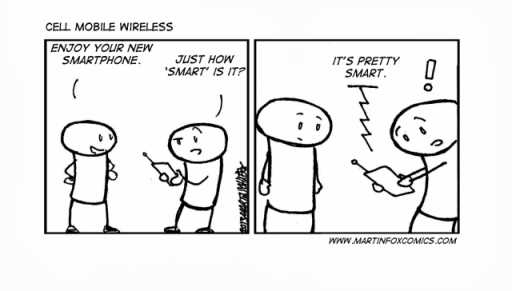 CELL MOBILE WIRELESS
ENJOY YOUR NEW
SMARTPHONE.
JUST HOW
'SMART' IS IT?
IT'S PRETTY
SMART.
!
WWW.MARTINFOXCOMICS.COM